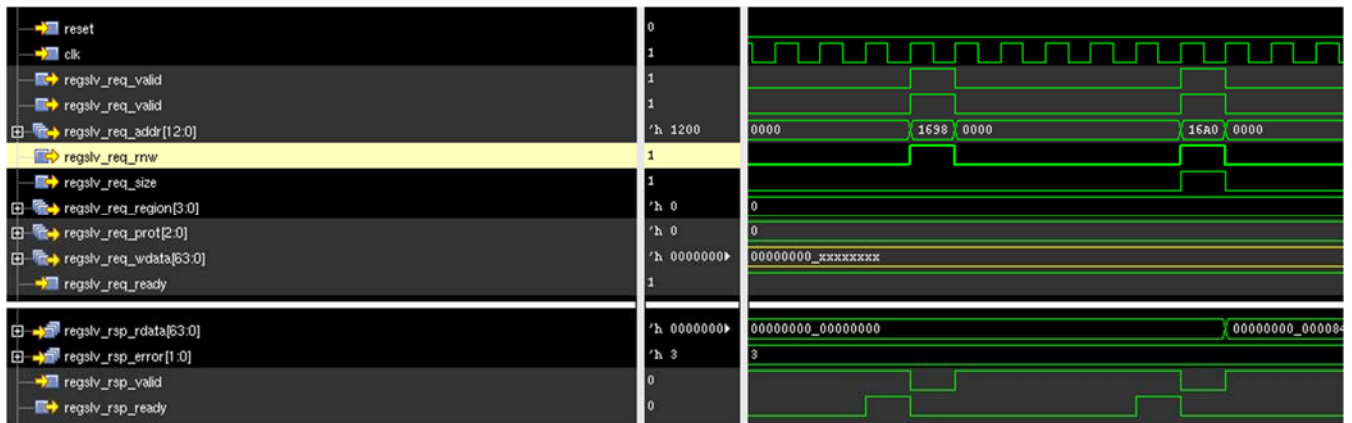 reset 0
clk 1
regslv_req_valid 1
regslv_req_valid 1
regslv_req_addr[12:0] 'h 1200 0000 1698 0000 16A0 0000
regslv_req_rnw 1
regslv_req_size 1
regslv_req_region[3:0] 'h 0 0
regslv_req_prot[2:0] 'h 0 0
regslv_req_wdata[63:0] 'h 0000000 00000000_xxxxxxxx
regslv_req_ready 1
regslv_rsp_rdata[63:0] 'h 0000000 00000000_00000000 00000000_000084
regslv_rsp_error[1:0] 'h 3 3
regslv_rsp_valid 0
regslv_rsp_ready 0